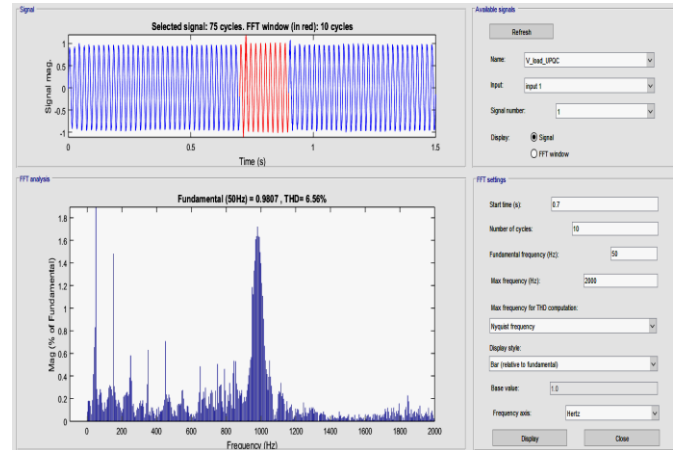 Signal
Selected signal: 75 cycles. FFT window (in red): 10 cycles
Signal mag.
1
0.5
0
-0.5
-1
0 0.5 1 1.5
Time (s)
FFT analysis
Fundamental (50Hz) = 0.9807 , THD= 6.56%
Mag (% of Fundamental)
1.8
1.6
1.4
1.2
1
0.8
0.6
0.4
0.2
0
0 200 400 600 800 1000 1200 1400 1600 1800 2000
Frequency (Hz)
Available signals
Refresh
Name: V_load_UPQC
Input: input 1
Signal number: 1
Display: Signal
FFT window
FFT settings
Start time (s): 0.7
Number of cycles: 10
Fundamental frequency (Hz): 50
Max frequency (Hz): 2000
Max frequency for THD computation:
Nyquist frequency
Display style:
Bar (relative to fundamental)
Base value: 1.0
Frequency axis: Hertz
Display Close